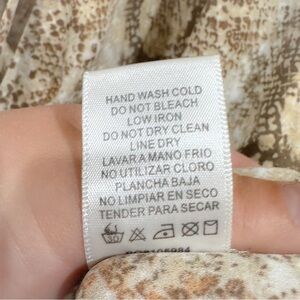 HAND WASH COLD
DO NOT BLEACH
LOW IRON
DO NOT DRY CLEAN
LINE DRY
LAVAR A MANO FRIO
NO UTILIZAR CLORO
PLANCHA BAJA
NO LIMPIAR EN SECO
TENDER PARA SECAR